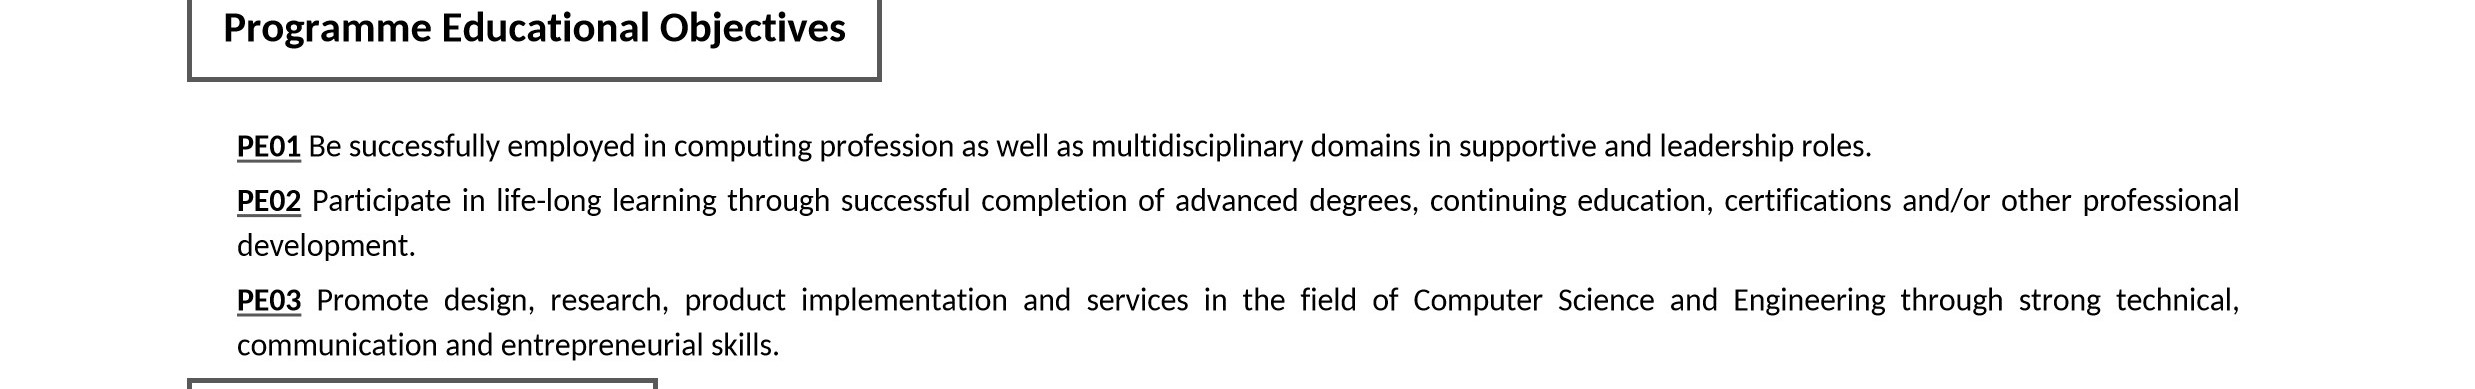 Programme Educational Objectives
PE01 Be successfully employed in computing profession as well as multidisciplinary domains in supportive and leadership roles.
PE02 Participate in life-long learning through successful completion of advanced degrees, continuing education, certifications and/or other professional
development.
PE03 Promote design, research, product implementation and services in the field of Computer Science and Engineering through strong technical,
communication and entrepreneurial skills.